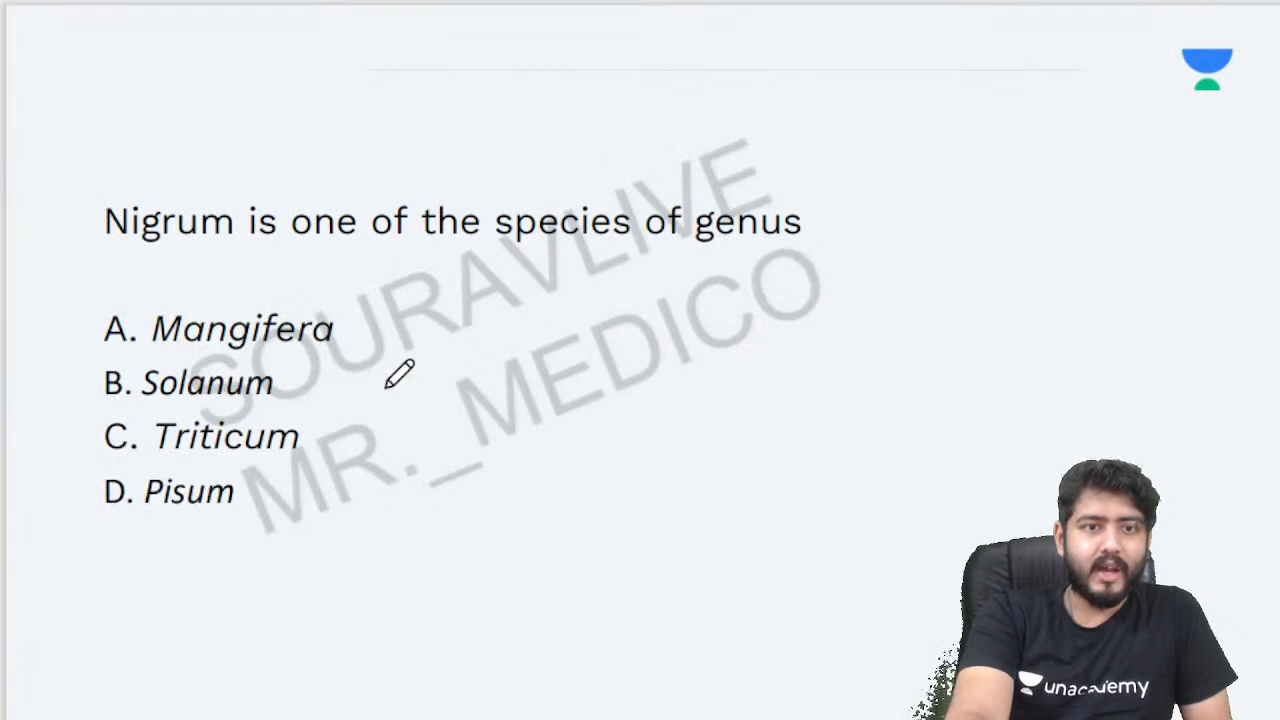 Nigrum is one of the species of genus
A. Mangifera
B. Solanum
C. Triticum
D. Pisum
SOURAVLIVE
MR._MEDICO
unacademy